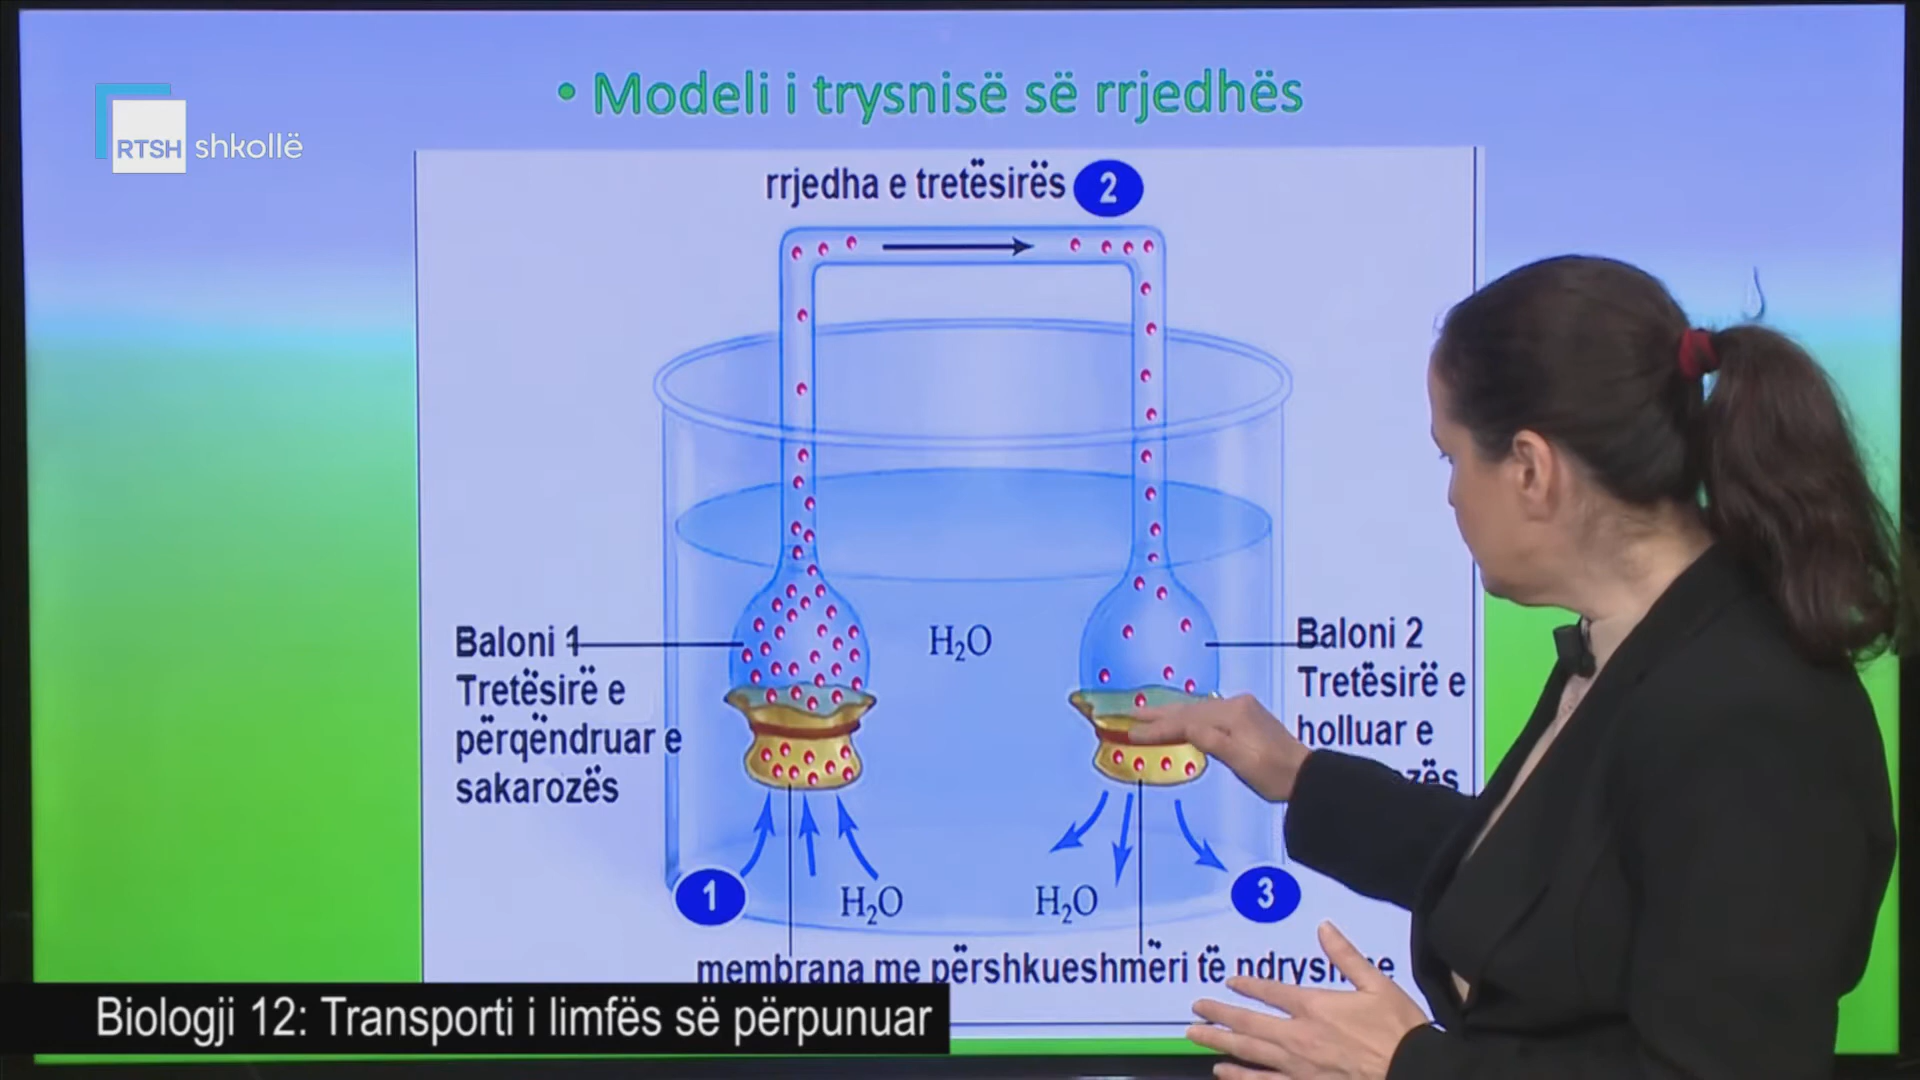 • Modeli i trysnisë së rrjedhës
RTSH shkollë
rrjedha e tretësirës 2
Baloni 1
Tretësirë e
përqëndruar e
sakarozës
H₂O
Baloni 2
Tretësirë e
holluar e
1
H₂O
H₂O
3
membrana me përshkueshmëri të
Biologji 12: Transporti i limfës së përpunuar